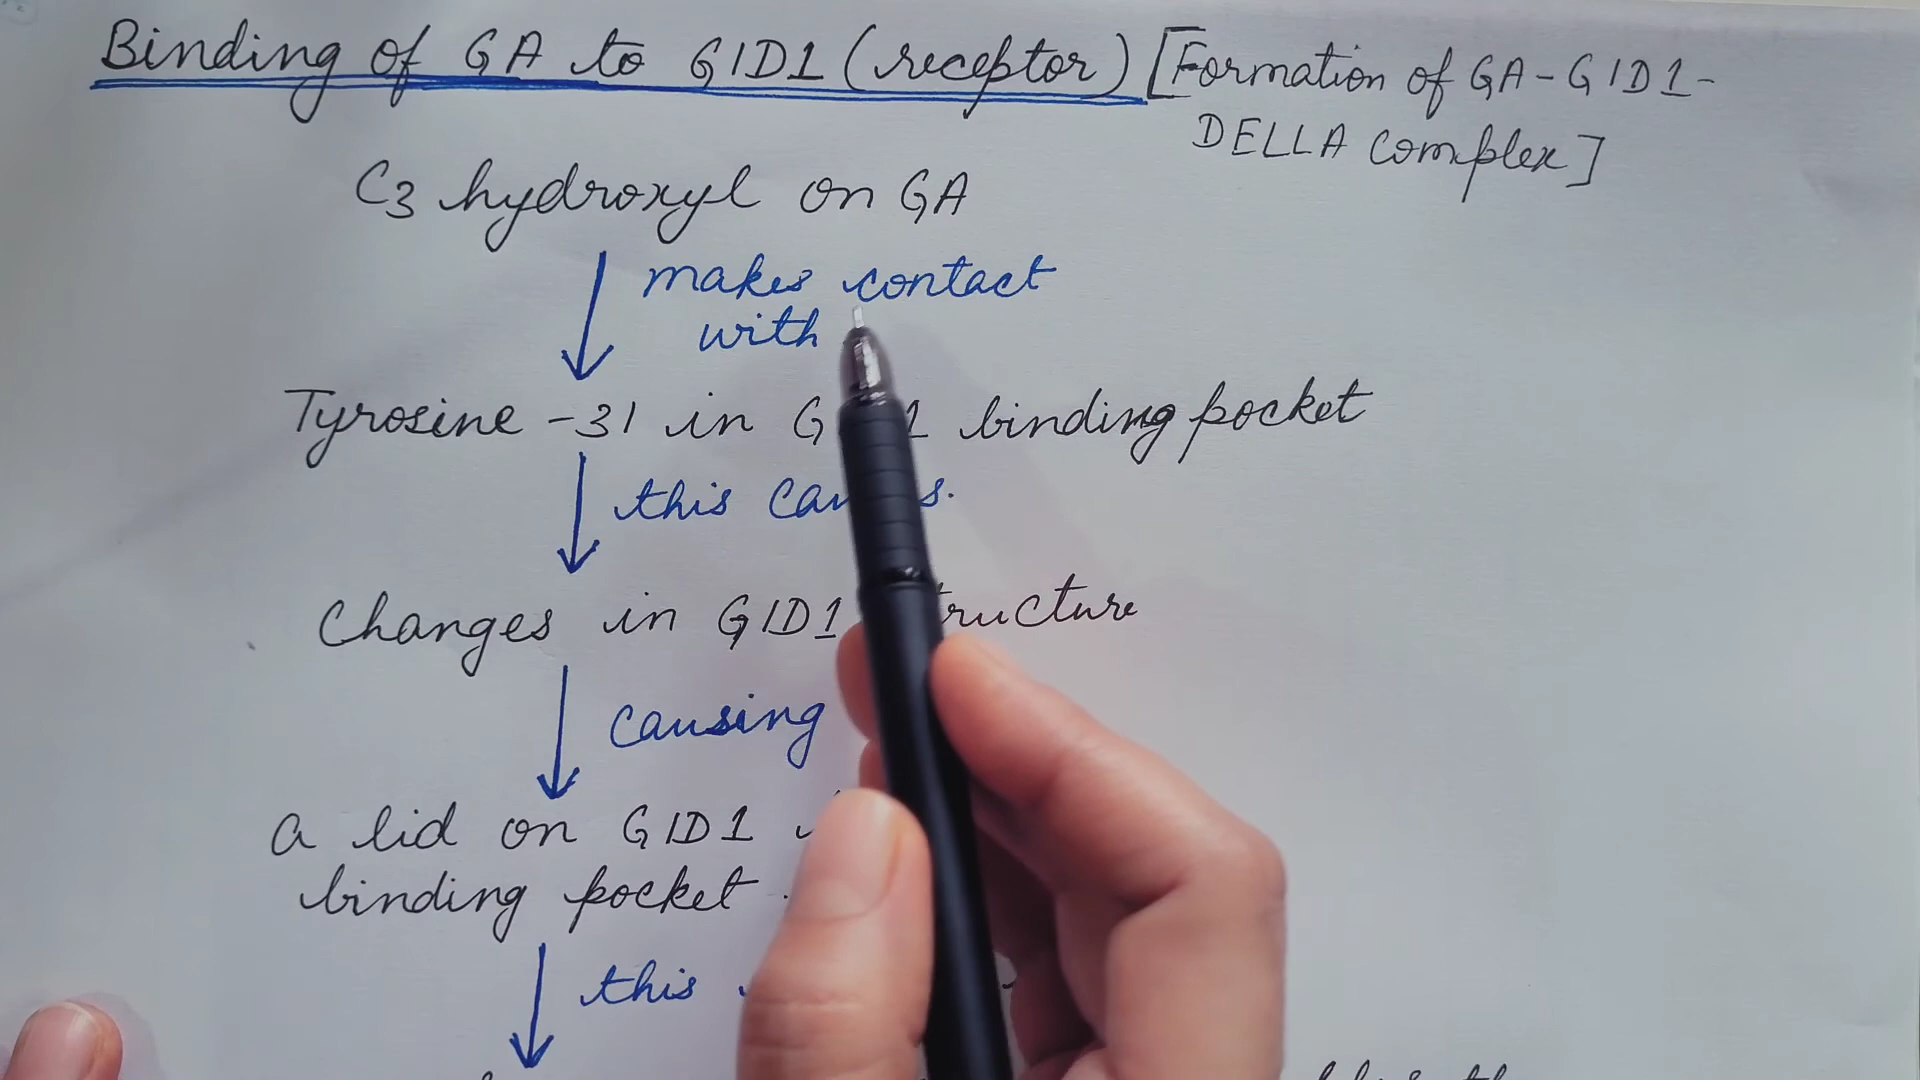 Binding of GA to GID1 (receptor) [Formation of GA-GID1-
DELLA complex]
C3 hydroxyl on GA
makes contact
with
Tyrosine -31 in G 1 binding pocket
this
Changes in GID1
causing
a lid on GID1
binding pocket
this